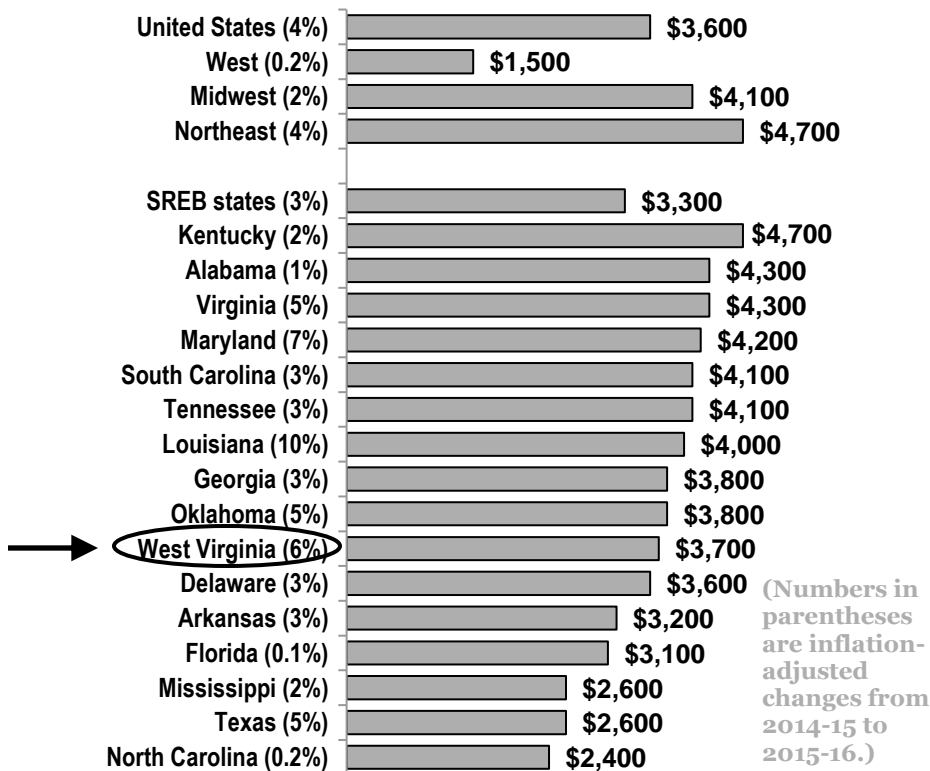 United States (4%) $3,600
West (0.2%) $1,500
Midwest (2%) $4,100
Northeast (4%) $4,700
SREB states (3%) $3,300
Kentucky (2%) $4,700
Alabama (1%) $4,300
Virginia (5%) $4,300
Maryland (7%) $4,200
South Carolina (3%) $4,100
Tennessee (3%) $4,100
Louisiana (10%) $4,000
Georgia (3%) $3,800
Oklahoma (5%) $3,800
West Virginia (6%) $3,700
Delaware (3%) $3,600
Arkansas (3%) $3,200
Florida (0.1%) $3,100
Mississippi (2%) $2,600
Texas (5%) $2,600
North Carolina (0.2%) $2,400
(Numbers in
parentheses
are inflation-
adjusted
changes from
2014-15 to
2015-16.)